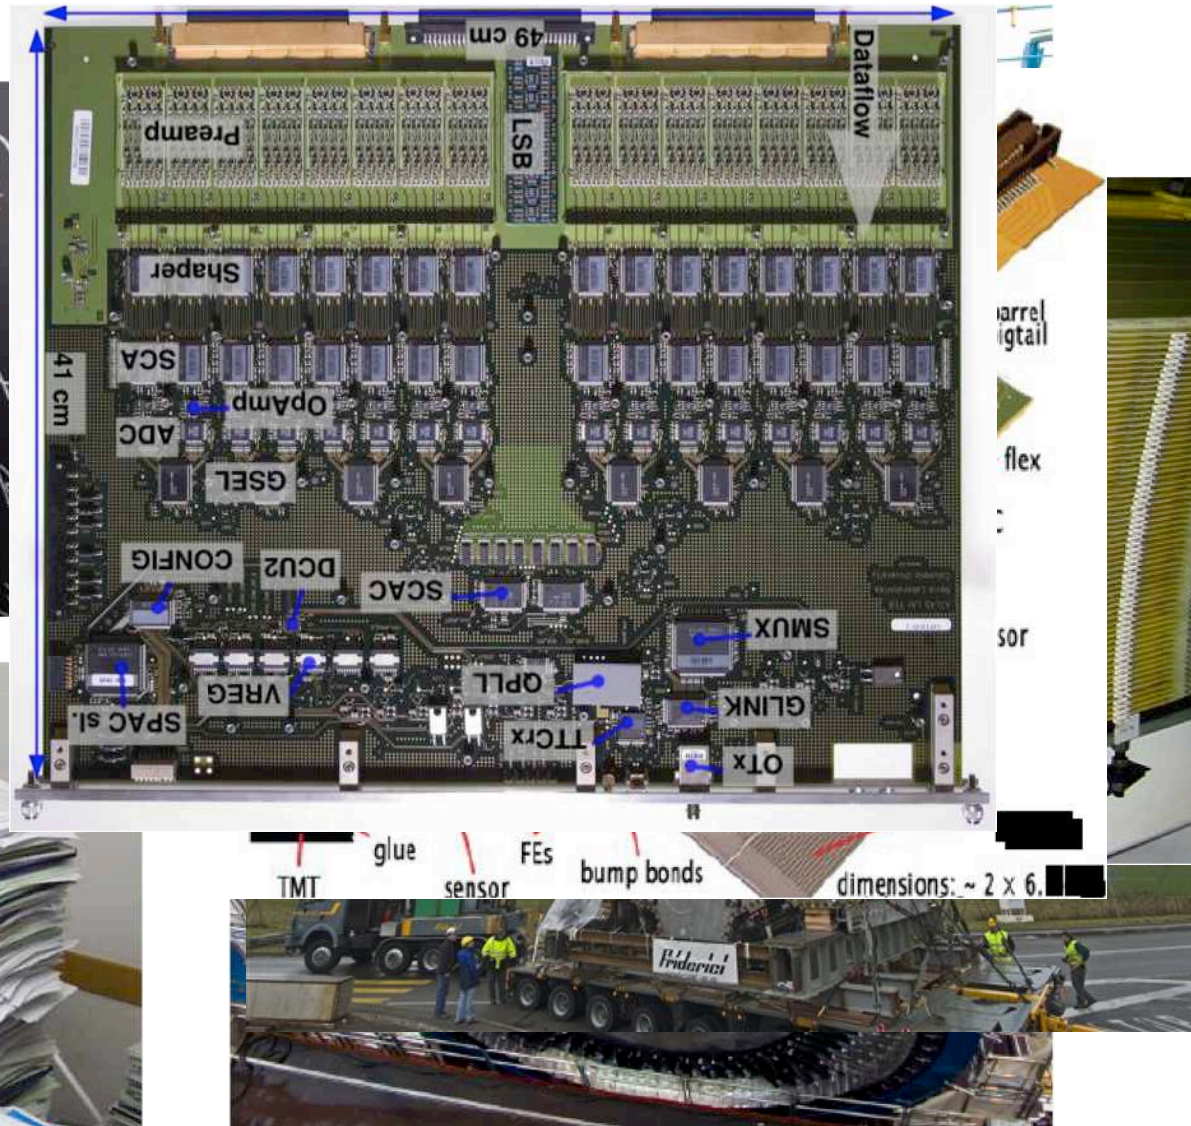 49 cm
Dataflow
Preamp
LSB
Shaper
41 cm
SCA
OpAmp
ADC
GSEL
CONFIG
DCU2
SCAC
SMUX
VREG
QPLL
SPAC sl.
GLINK
TTCrx
OTx
barrel
pigtail
flex
sor
glue
FEs
bump bonds
TMT
sensor
dimensions: ~ 2 x 6.
Friderici